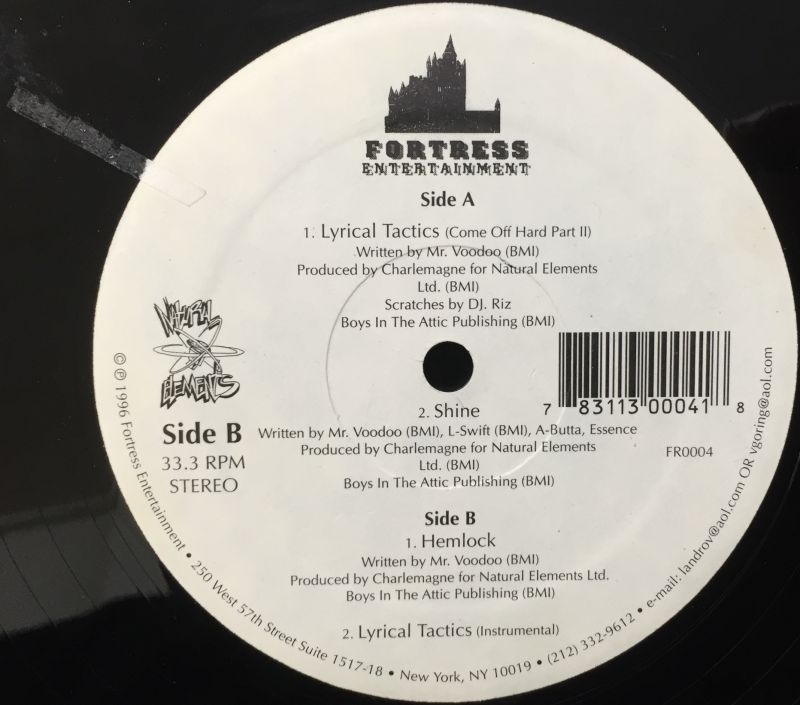 FORTRESS
ENTERTAINMENT
Side A
1. Lyrical Tactics (Come Off Hard Part II)
Written by Mr. Voodoo (BMI)
Produced by Charlemagne for Natural Elements
Ltd. (BMI)
Scratches by DJ. Riz
Boys In The Attic Publishing (BMI)
NATURAL
ELEMENTS
Side B
33.3 RPM
STEREO
7 83113 00041 8
FR0004
2. Shine
Written by Mr. Voodoo (BMI), L-Swift (BMI), A-Butta, Essence
Produced by Charlemagne for Natural Elements
Ltd. (BMI)
Boys In The Attic Publishing (BMI)
Side B
1. Hemlock
Written by Mr. Voodoo (BMI)
Produced by Charlemagne for Natural Elements Ltd.
Boys In The Attic Publishing (BMI)
2. Lyrical Tactics (Instrumental)
© ℗ 1996 Fortress Entertainment • 250 West 57th Street Suite 1517-18 • New York, NY 10019 • (212) 332-9612 • e-mail: landrov@aol.com OR vgoring@aol.com